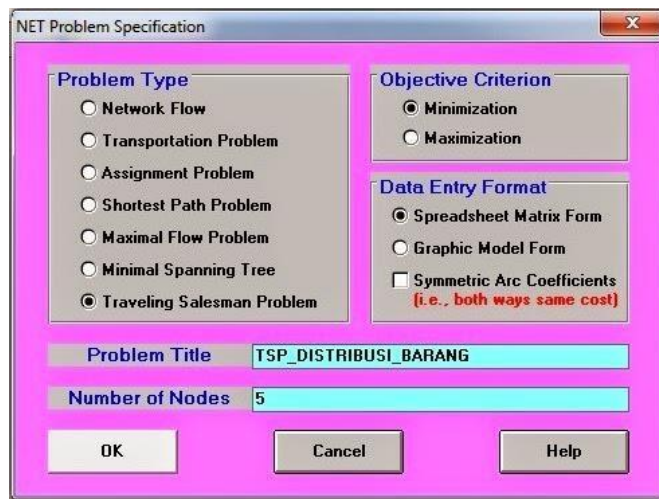 NET Problem Specification
Problem Type
Network Flow
Transportation Problem
Assignment Problem
Shortest Path Problem
Maximal Flow Problem
Minimal Spanning Tree
Traveling Salesman Problem
Objective Criterion
Minimization
Maximization
Data Entry Format
Spreadsheet Matrix Form
Graphic Model Form
Symmetric Arc Coefficients
(i.e., both ways same cost)
Problem Title TSP_DISTRIBUSI_BARANG
Number of Nodes 5
OK Cancel Help